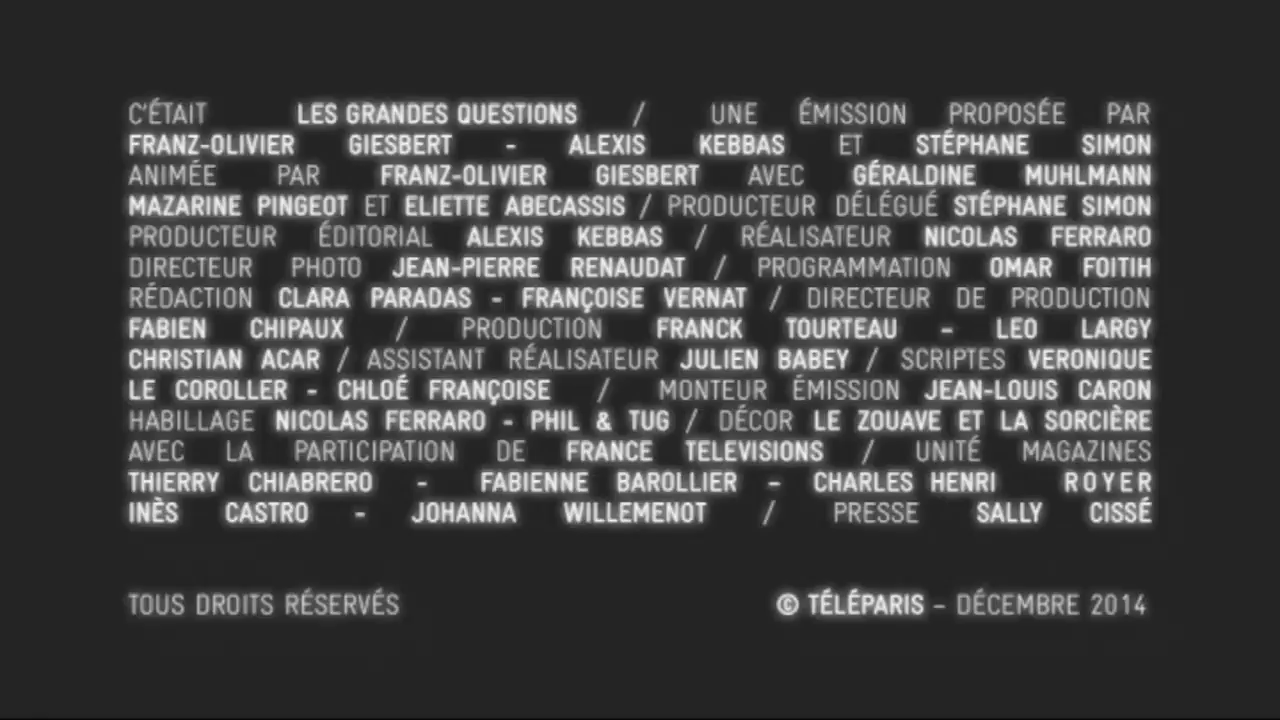 C'ÉTAIT LES GRANDES QUESTIONS / UNE ÉMISSION PROPOSÉE PAR
FRANZ-OLIVIER GIESBERT - ALEXIS KEBBAS ET STÉPHANE SIMON
ANIMÉE PAR FRANZ-OLIVIER GIESBERT AVEC GÉRALDINE MUHLMANN
MAZARINE PINGEOT ET ELIETTE ABECASSIS / PRODUCTEUR DÉLÉGUÉ STÉPHANE SIMON
PRODUCTEUR ÉDITORIAL ALEXIS KEBBAS / RÉALISATEUR NICOLAS FERRARO
DIRECTEUR PHOTO JEAN-PIERRE RENAUDAT / PROGRAMMATION OMAR FOITIH
RÉDACTION CLARA PARADAS - FRANÇOISE VERNAT / DIRECTEUR DE PRODUCTION
FABIEN CHIPAUX / PRODUCTION FRANCK TOURTEAU - LEO LARGY
CHRISTIAN ACAR / ASSISTANT RÉALISATEUR JULIEN BABEY / SCRIPTES VERONIQUE
LE COROLLER - CHLOÉ FRANÇOISE / MONTEUR ÉMISSION JEAN-LOUIS CARON
HABILLAGE NICOLAS FERRARO - PHIL & TUG / DÉCOR LE ZOUAVE ET LA SORCIÈRE
AVEC LA PARTICIPATION DE FRANCE TELEVISIONS / UNITÉ MAGAZINES
THIERRY CHIABRERO - FABIENNE BAROLLIER - CHARLES HENRI ROYER
INÈS CASTRO - JOHANNA WILLEMENOT / PRESSE SALLY CISSÉ
TOUS DROITS RÉSERVÉS © TÉLÉPARIS – DÉCEMBRE 2014